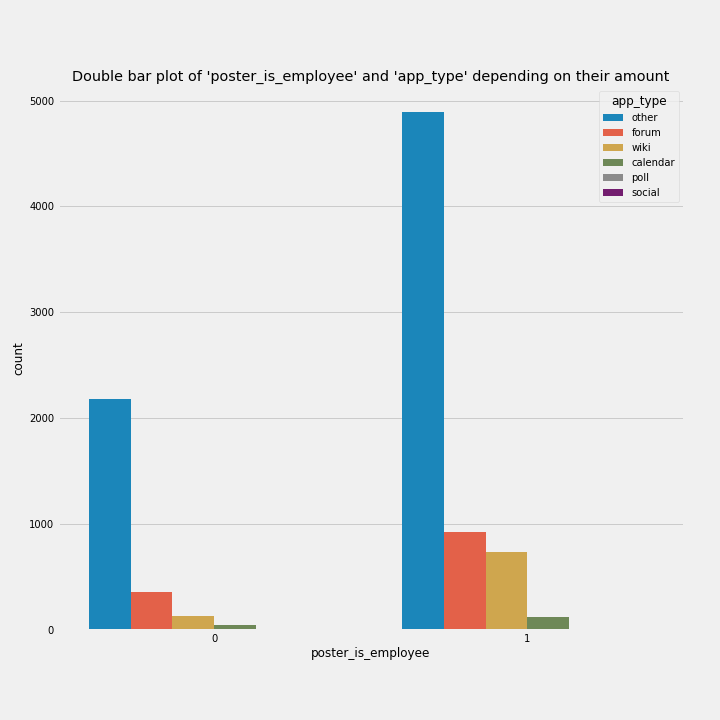 Double bar plot of 'poster_is_employee' and 'app_type' depending on their amount
app_type
other
forum
wiki
calendar
poll
social
5000
4000
3000
2000
1000
0
count
0 1
poster_is_employee